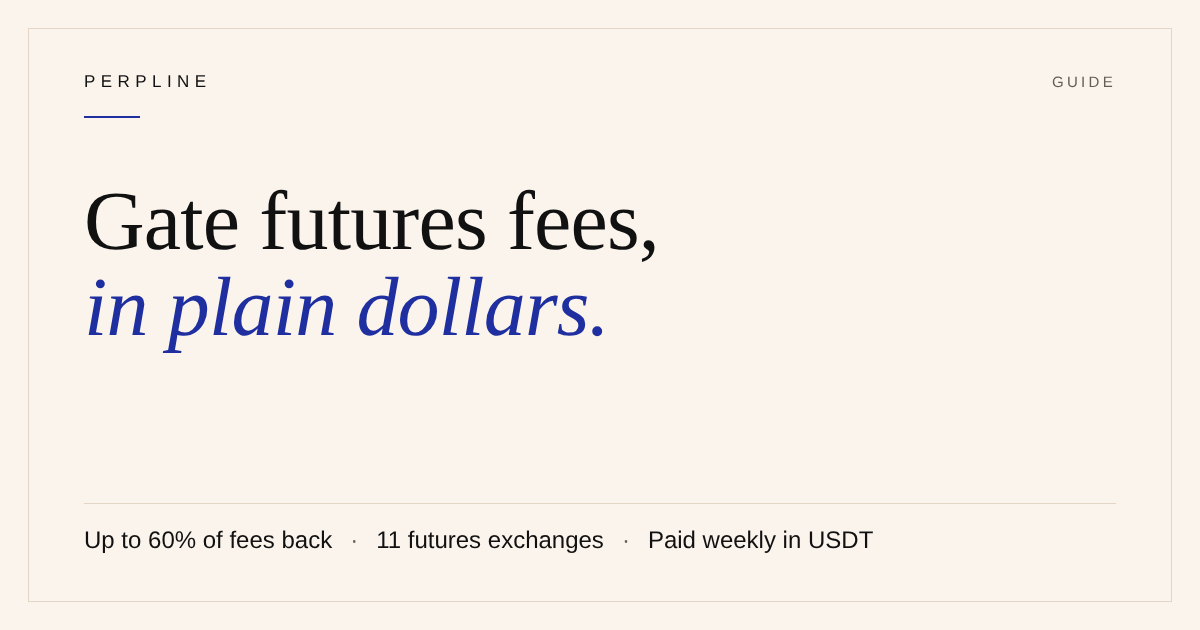 PERPLINE
GUIDE
Gate futures fees,
in plain dollars.
Up to 60% of fees back · 11 futures exchanges · Paid weekly in USDT